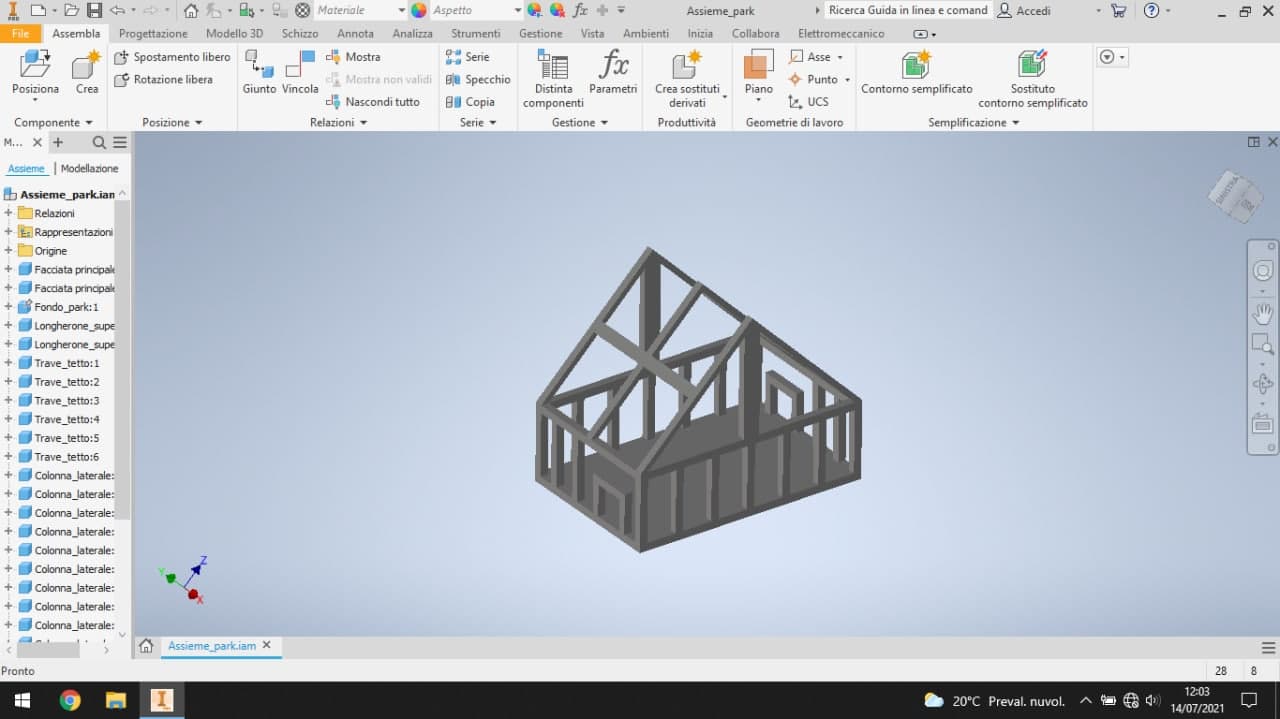 PRO
Materiale
Aspetto
fx
Assieme_park
Ricerca Guida in linea e comand
Accedi
File
Assembla
Progettazione
Modello 3D
Schizzo
Annota
Analizza
Strumenti
Gestione
Vista
Ambienti
Inizia
Collabora
Elettromeccanico
Posiziona
Crea
Componente
Spostamento libero
Rotazione libera
Posizione
Giunto
Vincola
Mostra
Mostra non validi
Nascondi tutto
Relazioni
Serie
Specchio
Copia
Serie
Distinta
componenti
fx
Parametri
Gestione
Crea sostituti
derivati
Produttività
Piano
Asse
Punto
UCS
Geometrie di lavoro
Contorno semplificato
Sostituto
contorno semplificato
Semplificazione
M...
Assieme
Modellazione
Assieme_park.iam
Relazioni
Rappresentazioni
Origine
Facciata principale
Facciata principale
Fondo_park:1
Longherone_supe
Longherone_supe
Trave_tetto:1
Trave_tetto:2
Trave_tetto:3
Trave_tetto:4
Trave_tetto:5
Trave_tetto:6
Colonna_laterale:
Colonna_laterale:
Colonna_laterale:
Colonna_laterale:
Colonna_laterale:
Colonna_laterale:
Colonna_laterale:
Colonna_laterale:
Colonna_laterale:
SINISTRA
Z
Y
X
Assieme_park.iam
Pronto
28
8
20°C Preval. nuvol.
12:03
14/07/2021